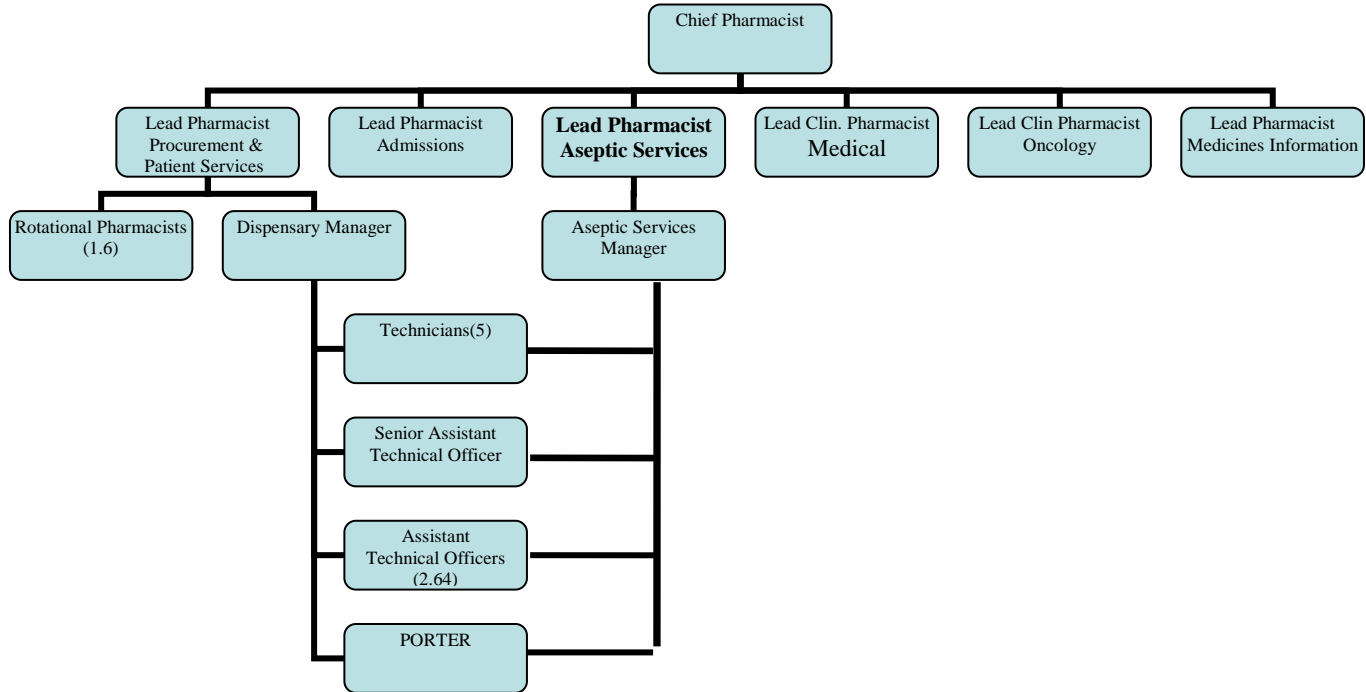 Chief Pharmacist
Lead Pharmacist
Procurement &
Patient Services
Lead Pharmacist
Admissions
Lead Pharmacist
Aseptic Services
Lead Clin. Pharmacist
Medical
Lead Clin Pharmacist
Oncology
Lead Pharmacist
Medicines Information
Rotational Pharmacists
(1.6)
Dispensary Manager
Aseptic Services
Manager
Technicians(5)
Senior Assistant
Technical Officer
Assistant
Technical Officers
(2.64)
PORTER